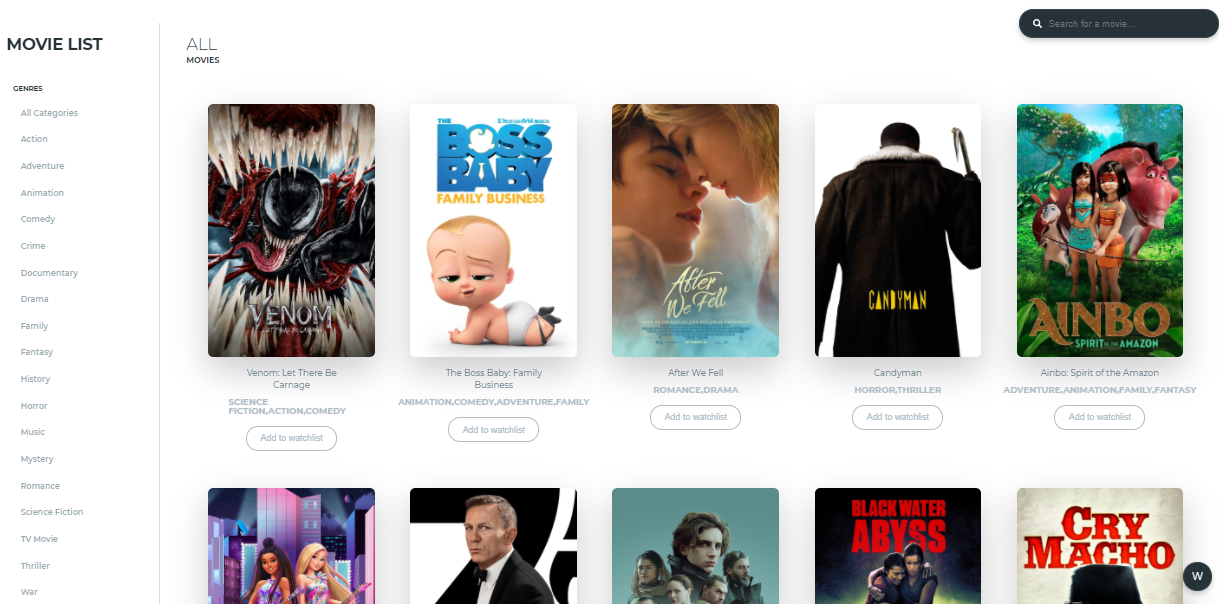 Search for a movie...
MOVIE LIST
ALL
MOVIES
GENRES
All Categories
Action
Adventure
Animation
Comedy
Crime
Documentary
Drama
Family
Fantasy
History
Horror
Music
Mystery
Romance
Science Fiction
TV Movie
Thriller
War
VENOM
LET THERE BE CARNAGE
THE
DREAMWORKS
BOSS
BABY
FAMILY BUSINESS
After
We Fell
CANDYMAN
AINBO
SPIRIT OF THE AMAZON
Venom: Let There Be
Carnage
SCIENCE
FICTION,ACTION,COMEDY
Add to watchlist
The Boss Baby: Family
Business
ANIMATION,COMEDY,ADVENTURE,FAMILY
Add to watchlist
After We Fell
ROMANCE,DRAMA
Add to watchlist
Candyman
HORROR,THRILLER
Add to watchlist
Ainbo: Spirit of the Amazon
ADVENTURE,ANIMATION,FAMILY,FANTASY
Add to watchlist
BLACK WATER
ABYSS
CRY
MACHO
W